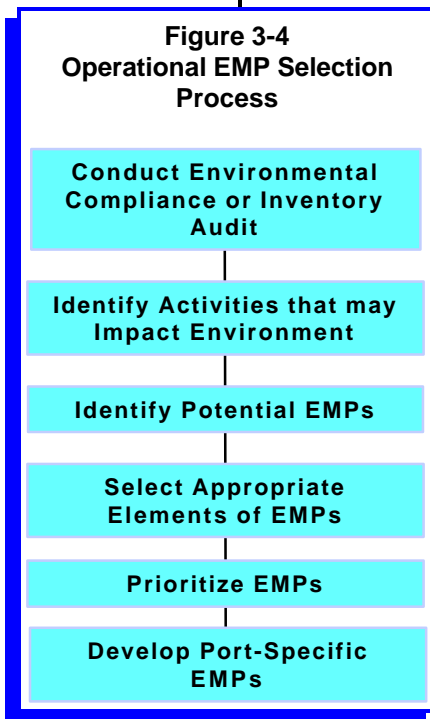 Figure 3-4
Operational EMP Selection
Process
Conduct Environmental
Compliance or Inventory
Audit
Identify Activities that may
Impact Environment
Identify Potential EMPs
Select Appropriate
Elements of EMPs
Prioritize EMPs
Develop Port-Specific
EMPs